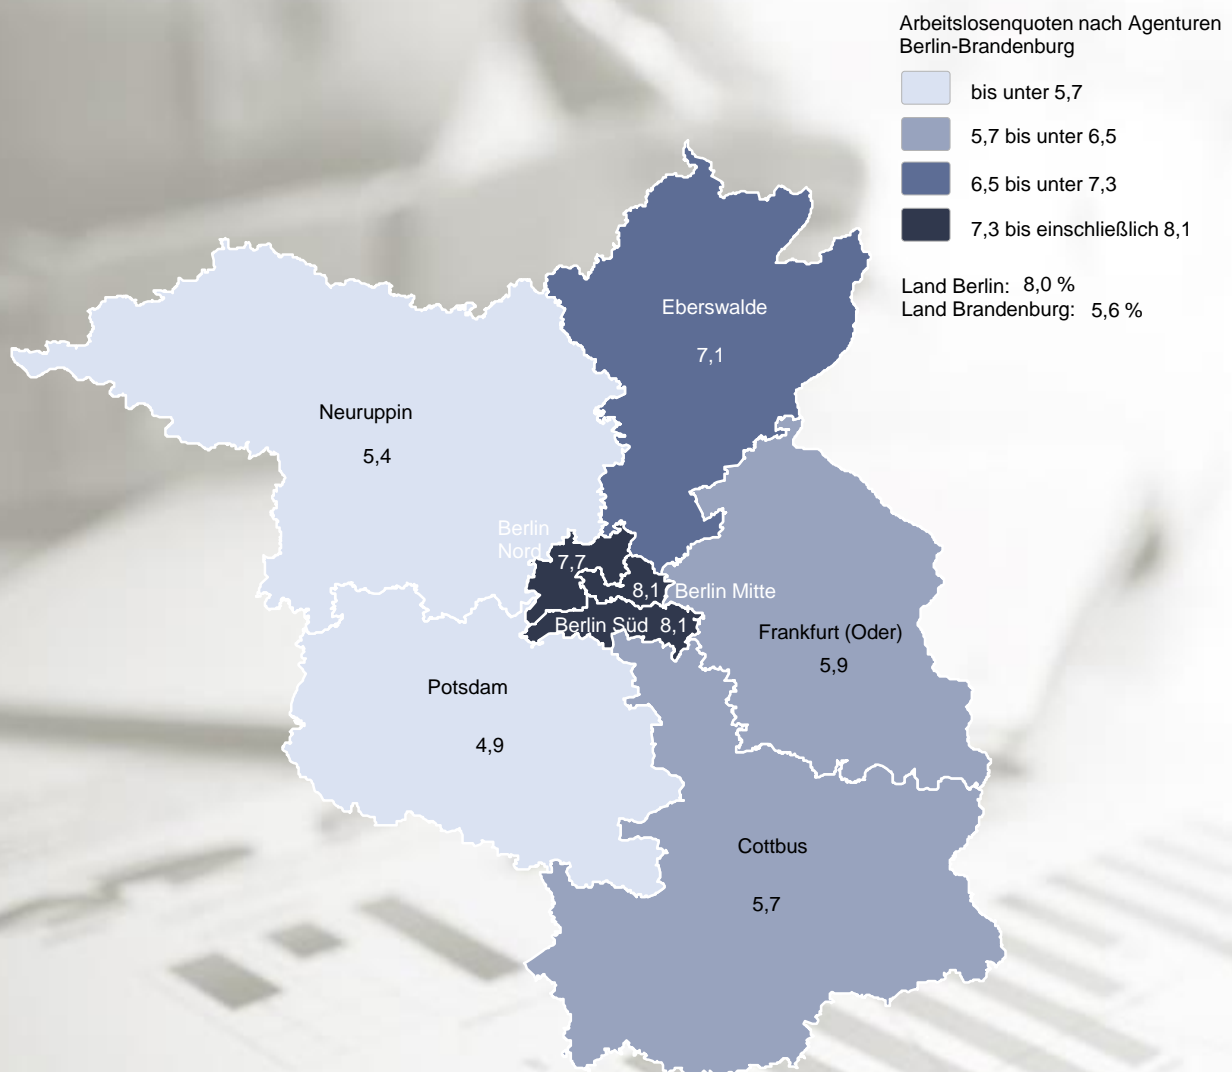 Arbeitslosenquoten nach Agenturen
Berlin-Brandenburg
bis unter 5,7
5,7 bis unter 6,5
6,5 bis unter 7,3
7,3 bis einschließlich 8,1
Land Berlin: 8,0 %
Land Brandenburg: 5,6 %
Eberswalde
7,1
Neuruppin
5,4
Berlin
Nord
7,7
8,1 Berlin Mitte
Berlin Süd 8,1
Frankfurt (Oder)
5,9
Potsdam
4,9
Cottbus
5,7